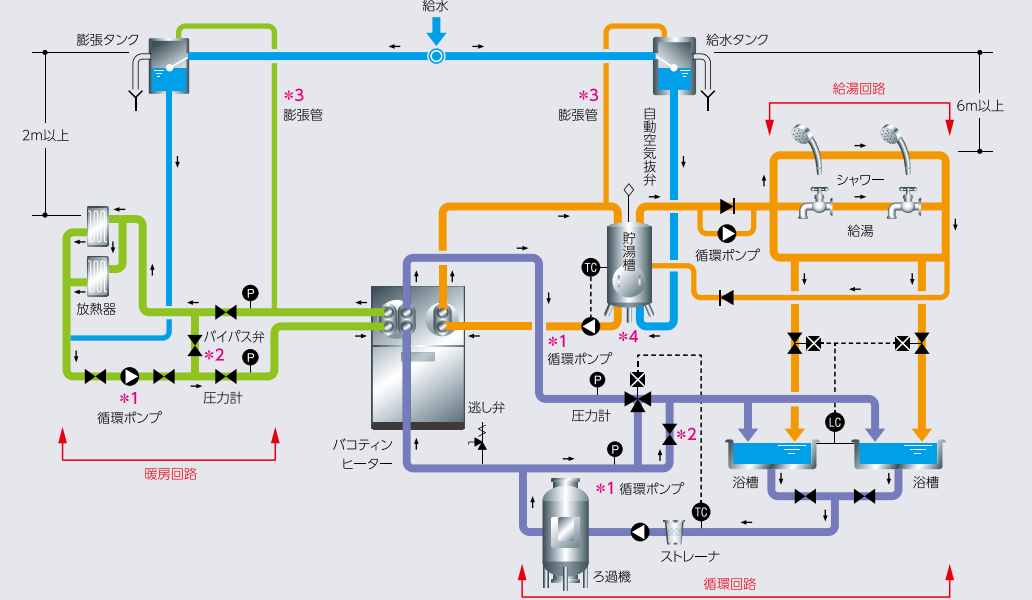 給水
膨張タンク
給水タンク
*3
膨張管
*3
膨張管
自動空気抜弁
給湯回路
6m以上
2m以上
シャワー
給湯
循環ポンプ
貯湯槽
TC
放熱器
P
バイパス弁
*2
P
圧力計
*1
循環ポンプ
*1
循環ポンプ
*4
P
圧力計
逃し弁
バコティン
ヒーター
*2
P
*1 循環ポンプ
LC
浴槽
浴槽
TC
ストレーナ
ろ過機
暖房回路
循環回路